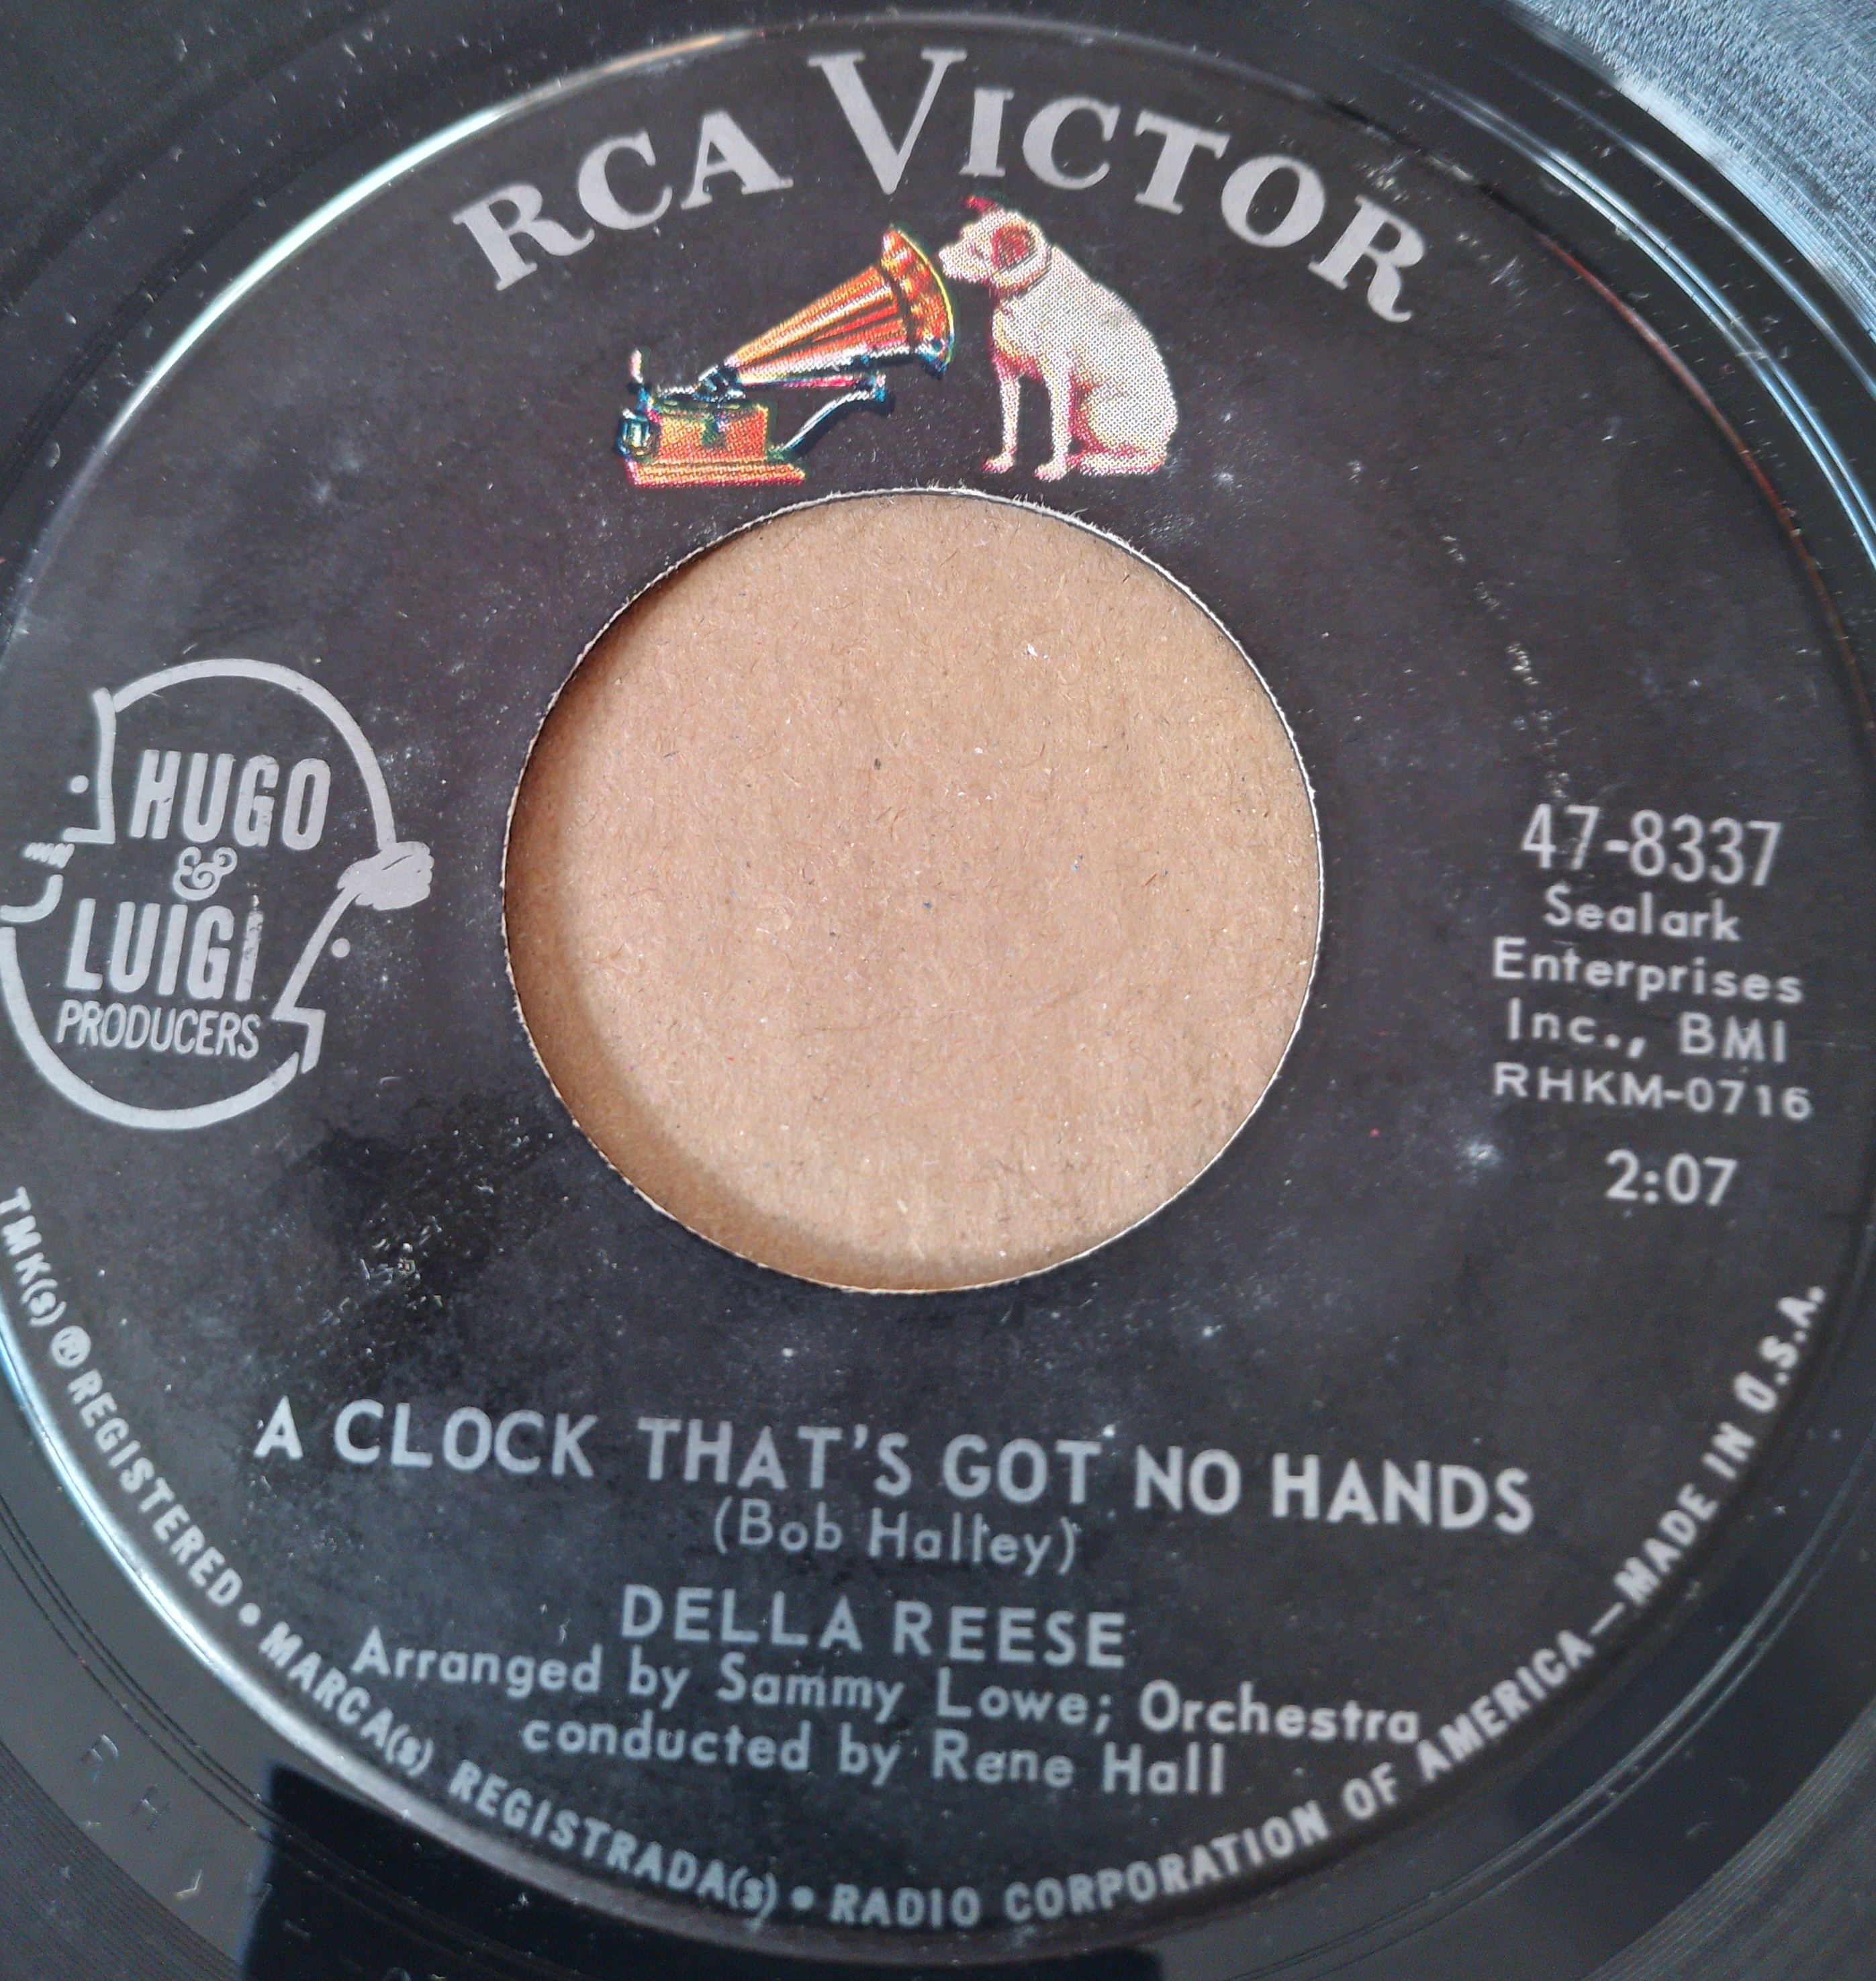 RCA VICTOR
HUGO
&
LUIGI
PRODUCERS
47-8337
Sealark
Enterprises
Inc., BMI
RHKM-0716
2:07
A CLOCK THAT'S GOT NO HANDS
(Bob Halley)
DELLA REESE
Arranged by Sammy Lowe; Orchestra
conducted by Rene Hall
TMK(s) ® REGISTERED • MARCA(s) REGISTRADA(s) • RADIO CORPORATION OF AMERICA—MADE IN U.S.A.